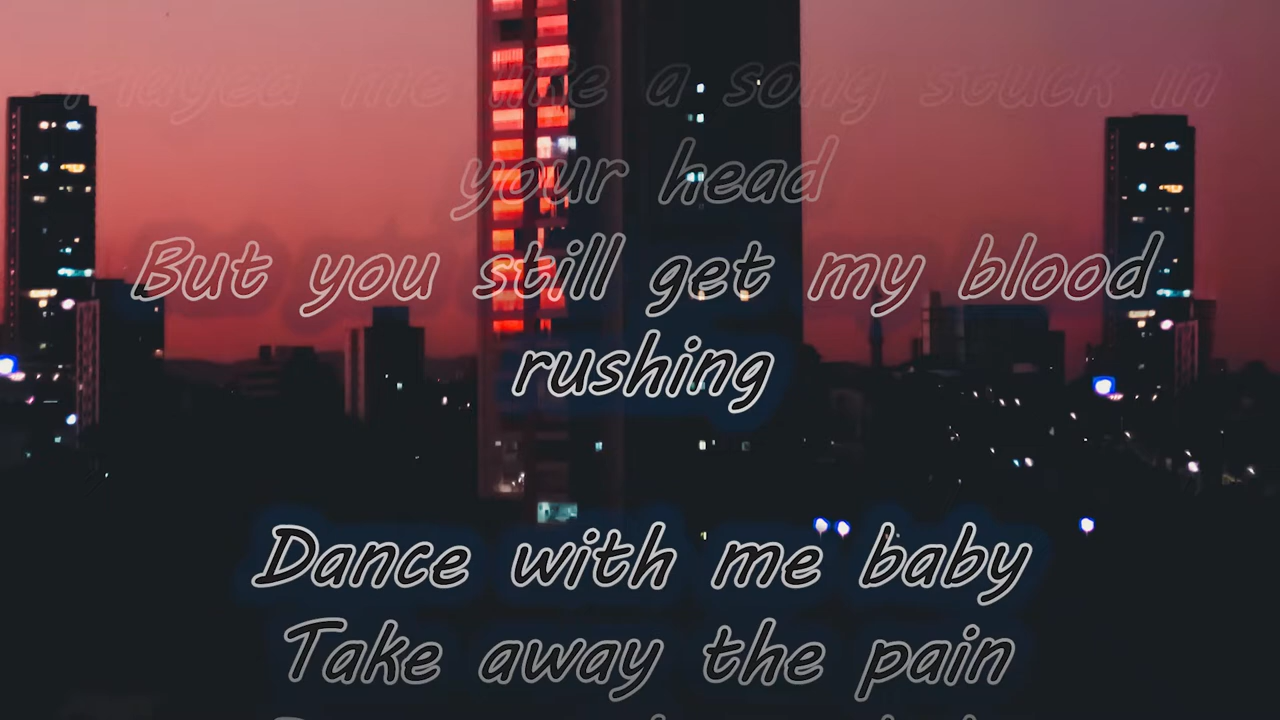 Played me like a song stuck in
your head
But you still get my blood
rushing
Dance with me baby
Take away the pain